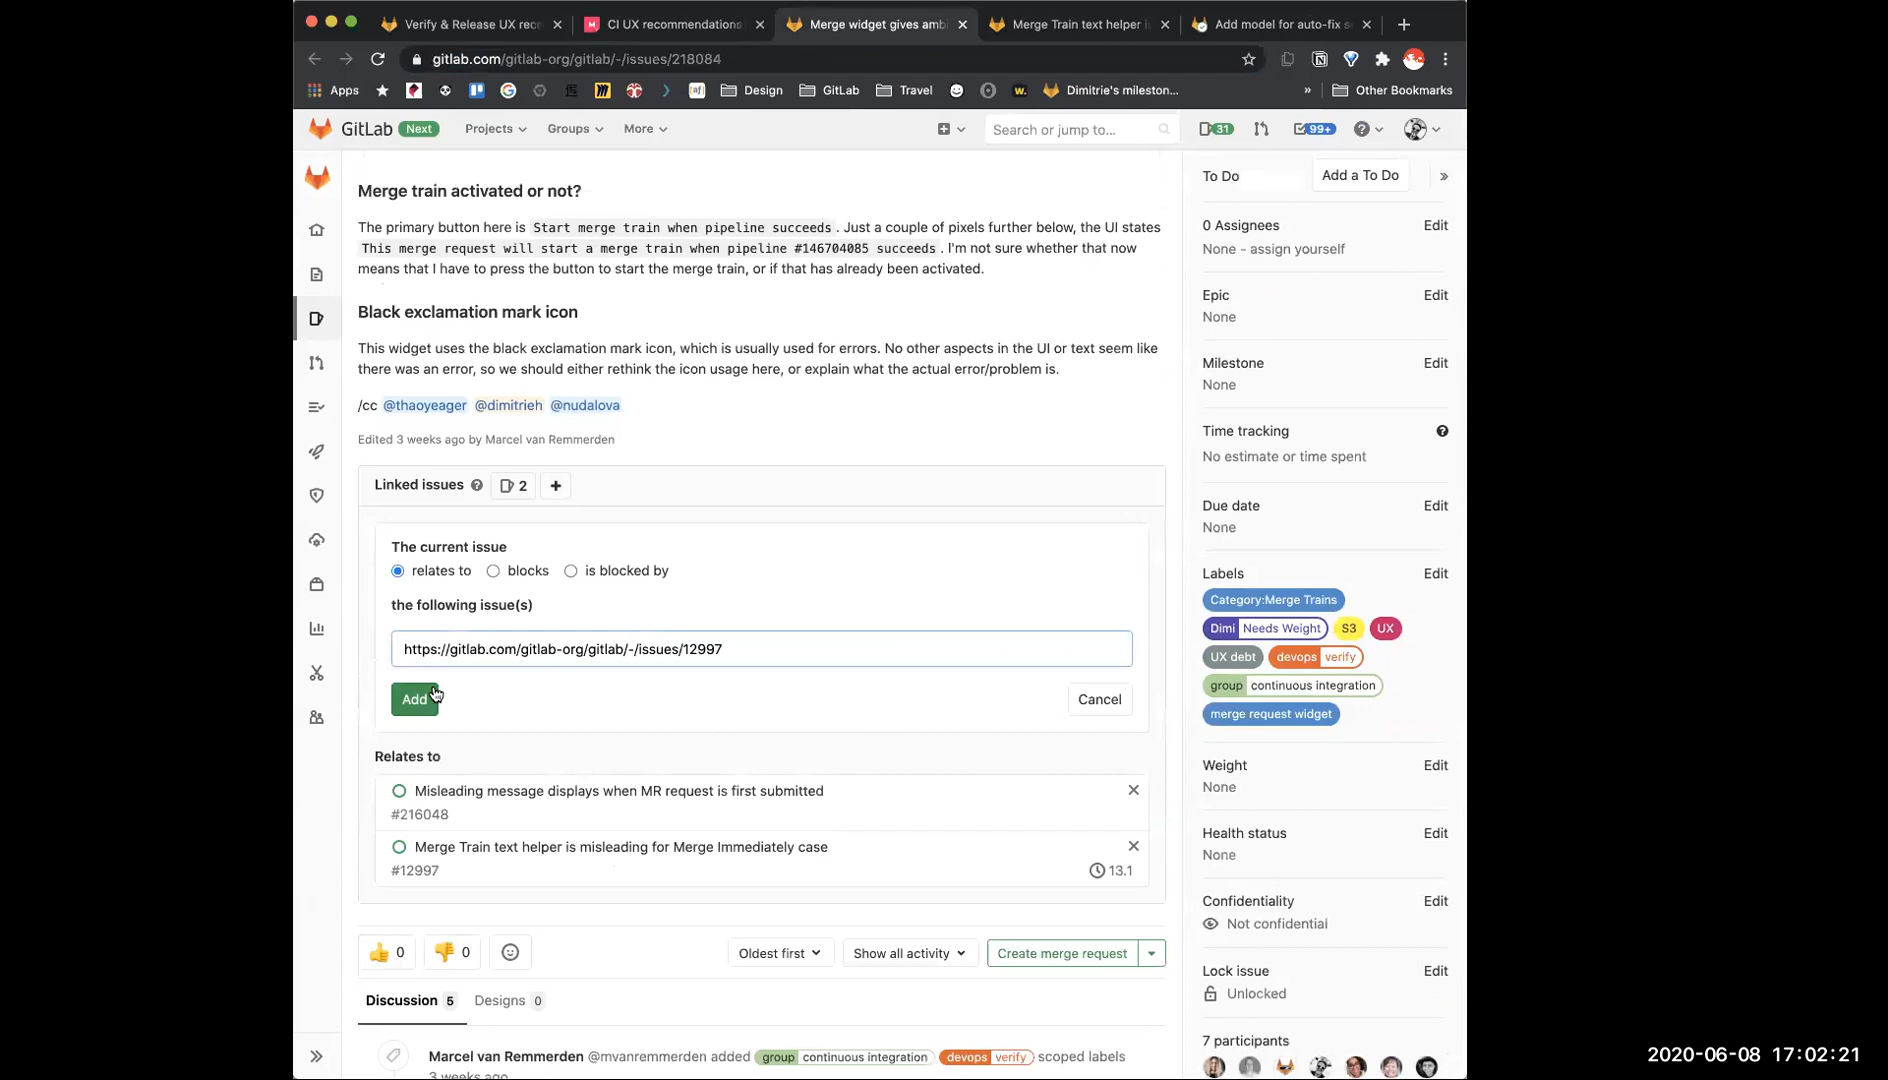 Verify & Release UX rec
CI UX recommendations
Merge widget gives amb
Merge Train text helper i
Add model for auto-fix s
gitlab.com/gitlab-org/gitlab/-/issues/218084
Apps
Design
GitLab
Travel
Dimitrie's mileston...
»
Other Bookmarks
GitLab Next Projects Groups More
Search or jump to...
31
99+
Merge train activated or not?
The primary button here is Start merge train when pipeline succeeds . Just a couple of pixels further below, the UI states
This merge request will start a merge train when pipeline #146704085 succeeds . I'm not sure whether that now
means that I have to press the button to start the merge train, or if that has already been activated.
Black exclamation mark icon
This widget uses the black exclamation mark icon, which is usually used for errors. No other aspects in the UI or text seem like
there was an error, so we should either rethink the icon usage here, or explain what the actual error/problem is.
/cc @thaoyeager @dimitrieh @nudalova
Edited 3 weeks ago by Marcel van Remmerden
Linked issues 2
The current issue
relates to blocks is blocked by
the following issue(s)
https://gitlab.com/gitlab-org/gitlab/-/issues/12997
Add
Cancel
Relates to
Misleading message displays when MR request is first submitted
#216048
Merge Train text helper is misleading for Merge Immediately case
#12997
13.1
0 0
Oldest first
Show all activity
Create merge request
Discussion 5 Designs 0
Marcel van Remmerden @mvanremmerden added group continuous integration devops verify scoped labels
3 weeks ago
To Do Add a To Do »
0 Assignees Edit
None - assign yourself
Epic Edit
None
Milestone Edit
None
Time tracking
No estimate or time spent
Due date Edit
None
Labels Edit
Category:Merge Trains
Dimi Needs Weight S3 UX
UX debt devops verify
group continuous integration
merge request widget
Weight Edit
None
Health status Edit
None
Confidentiality Edit
Not confidential
Lock issue Edit
Unlocked
7 participants
2020-06-08 17:02:21